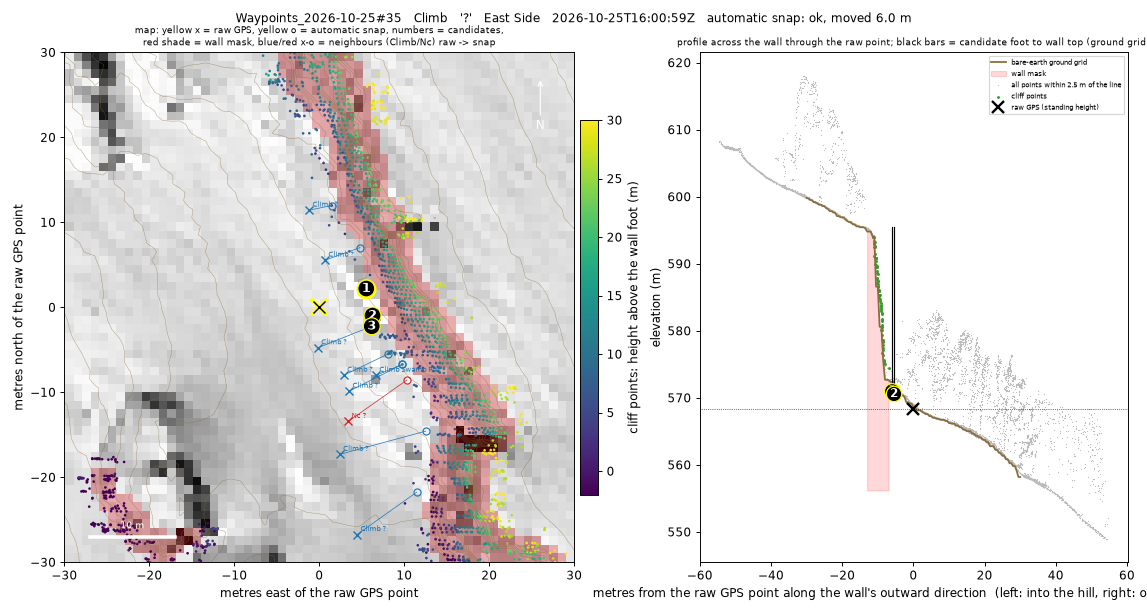 Waypoints_2026-10-25#35   Climb   '?'   East Side   2026-10-25T16:00:59Z   automatic snap: ok, moved 6.0 m
map: yellow x = raw GPS, yellow o = automatic snap, numbers = candidates,
red shade = wall mask, blue/red x-o = neighbours (Climb/Nc) raw -> snap
profile across the wall through the raw point; black bars = candidate foot to wall top (ground grid
30
20
10
0
−10
−20
−30
metres north of the raw GPS point
−30
−20
−10
0
10
20
30
metres east of the raw GPS point
N
Climb ?
Climb ?
1
2
3
Climb ?
Climb ?
Climb ?
Nc ?
Climb ?
Climb ?
10 m
30
25
20
15
10
5
0
cliff points: height above the wall foot (m)
bare-earth ground grid
wall mask
all points within 2.5 m of the line
cliff points
raw GPS (standing height)
2
620
610
600
590
580
570
560
550
elevation (m)
−60
−40
−20
0
20
40
60
metres from the raw GPS point along the wall's outward direction  (left: into the hill, right: o